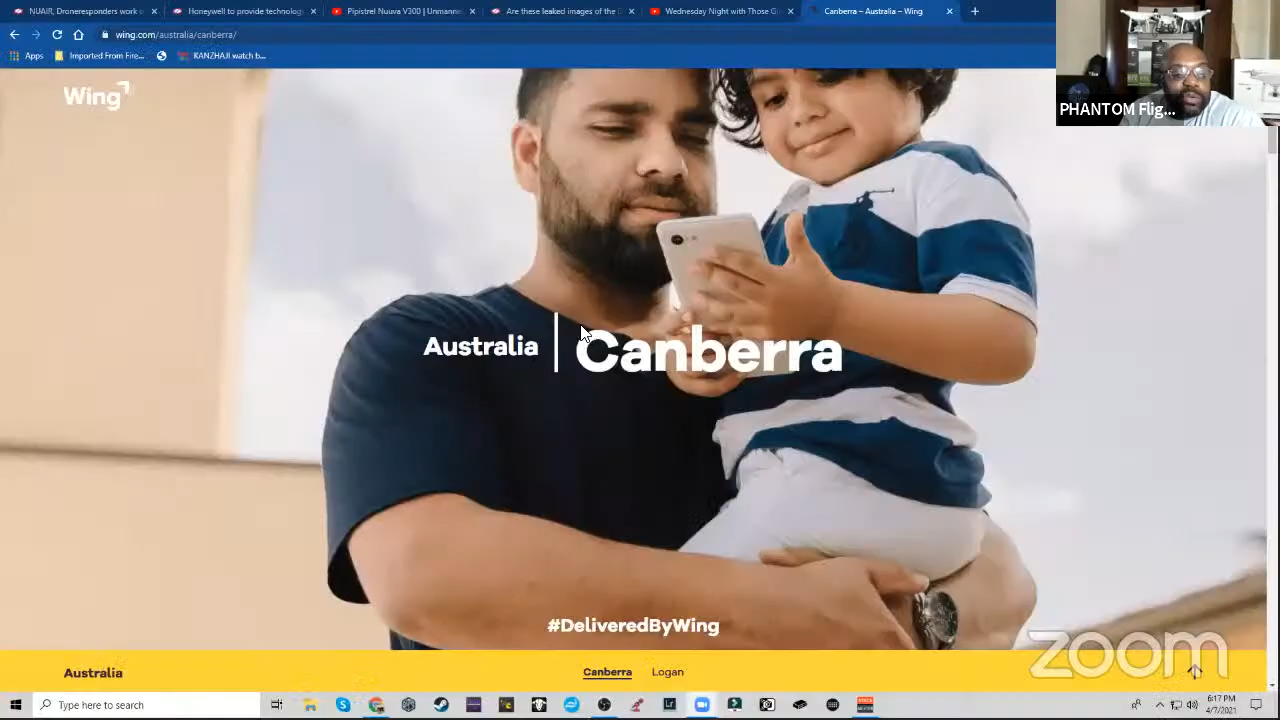 NUAIR, Droneresponders work o
Honeywell to provide technolog
Pipistrel Nuuva V300 | Unmanne
Are these leaked images of the D
Wednesday Night with Those G
Canberra – Australia – Wing
wing.com/australia/canberra/
Apps
Imported From Fire...
KANZHAJI watch b...
PHANTOM Flig...
Wing
Australia
Canberra
#DeliveredByWing
Australia
Canberra
Logan
zoom
Type here to search
6:17 PM
4/7/2021